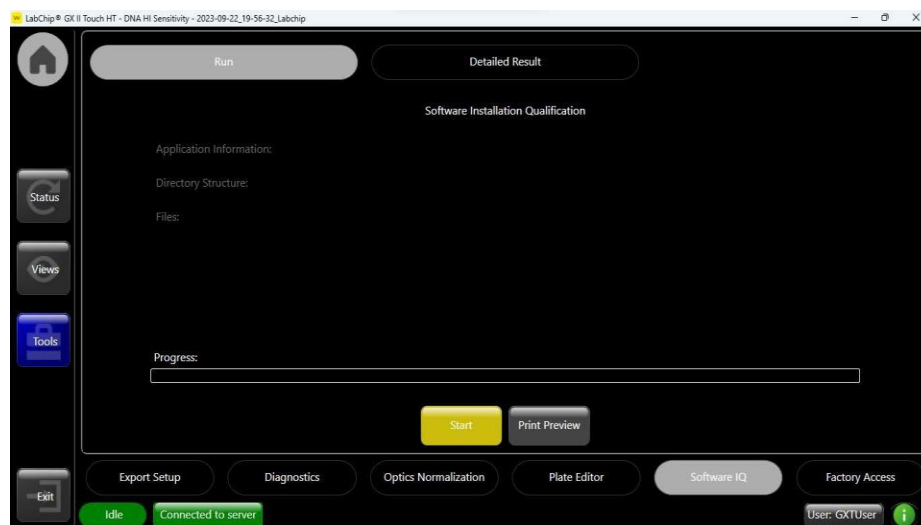 LabChip® GX II Touch HT - DNA HI Sensitivity - 2023-09-22_19-56-32_Labchip
Run
Detailed Result
Software Installation Qualification
Application Information:
Directory Structure:
Files:
Status
Views
Tools
Progress:
Start
Print Preview
Export Setup
Diagnostics
Optics Normalization
Plate Editor
Software IQ
Factory Access
Exit
Idle
Connected to server
User: GXTUser
i